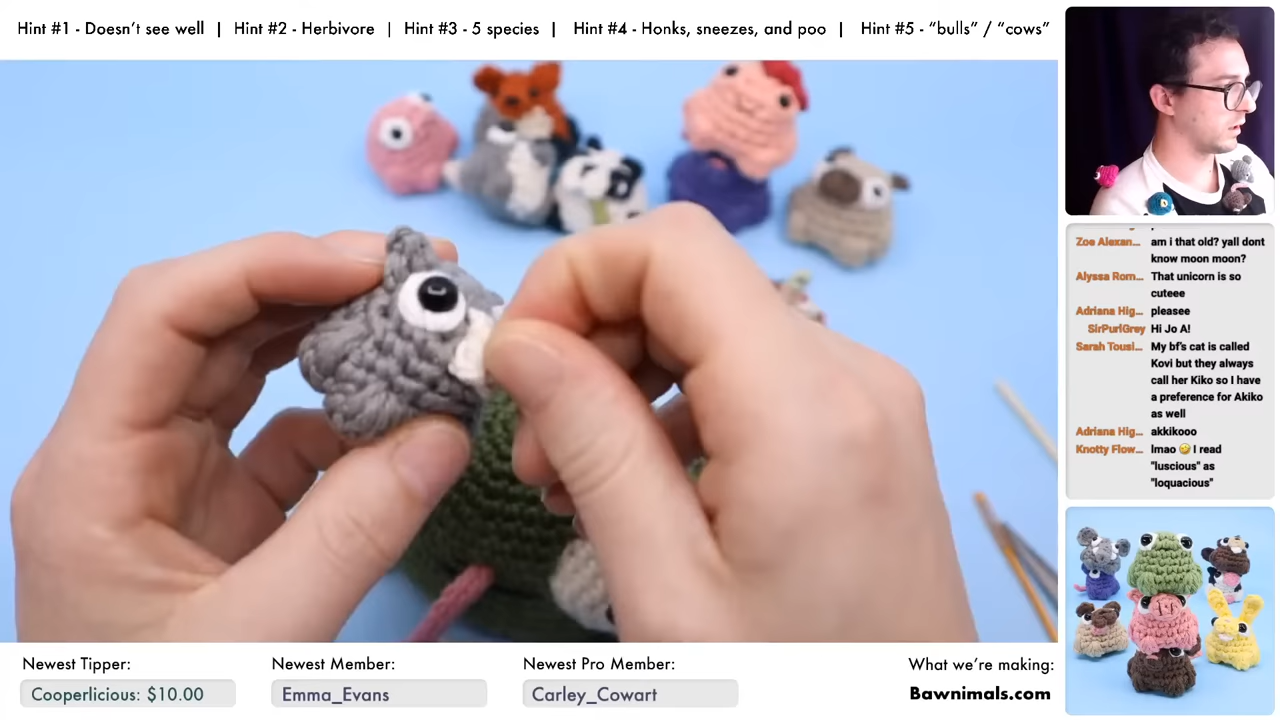 Hint #1 - Doesn't see well | Hint #2 - Herbivore | Hint #3 - 5 species | Hint #4 - Honks, sneezes, and poo | Hint #5 - “bulls” / “cows”
Zoe Alexan... am i that old? yall dont
know moon moon?
Alyssa Rom... That unicorn is so
cuteee
Adriana Hig... pleasee
SirPurlGrey Hi Jo A!
Sarah Tousi... My bf's cat is called
Kovi but they always
call her Kiko so I have
a preference for Akiko
as well
Adriana Hig... akkikooo
Knotty Flow... lmao 🤣 I read
"luscious" as
"loquacious"
Newest Tipper:
Cooperlicious: $10.00
Newest Member:
Emma_Evans
Newest Pro Member:
Carley_Cowart
What we're making:
Bawnimals.com